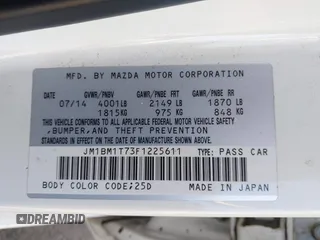 MFD. BY MAZDA MOTOR CORPORATION
GVWR/PNBV GAWR/PNBE FRT GAWR/PNBE RR
07/14 4001LB 2149 LB 1870 LB
1815KG 975 KG 848 KG
THIS VEHICLE CONFORMS TO ALL APPLICABLE FEDERAL MOTOR VEHICLE SAFETY
, BUMPER, AND THEFT PREVENTION
STANDARDS IN EFFECT ON THE DATE OF MANUFACTURE SHOWN ABOVE.
JM1BM1T73F1225611 TYPE: PASS CAR
BODY COLOR CODE:25D MADE IN JAPAN
DREAMBID